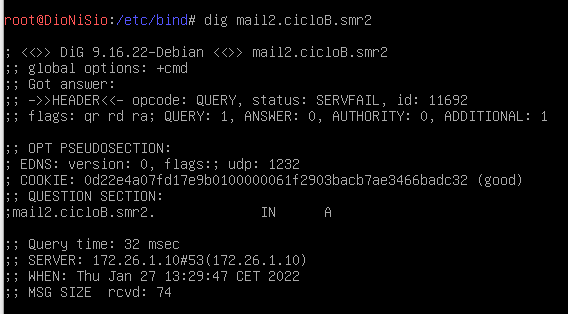 root@DioNiSio:/etc/bind# dig mail2.cicloB.smr2
; <<>> DiG 9.16.22-Debian <<>> mail2.cicloB.smr2
;; global options: +cmd
;; Got answer:
;; ->>HEADER<<- opcode: QUERY, status: SERVFAIL, id: 11692
;; flags: qr rd ra; QUERY: 1, ANSWER: 0, AUTHORITY: 0, ADDITIONAL: 1
;; OPT PSEUDOSECTION:
; EDNS: version: 0, flags:; udp: 1232
; COOKIE: 0d22e4a07fd17e9b0100000061f2903bacb7ae3466badc32 (good)
;; QUESTION SECTION:
;mail2.cicloB.smr2. IN A
;; Query time: 32 msec
;; SERVER: 172.26.1.10#53(172.26.1.10)
;; WHEN: Thu Jan 27 13:29:47 CET 2022
;; MSG SIZE rcvd: 74